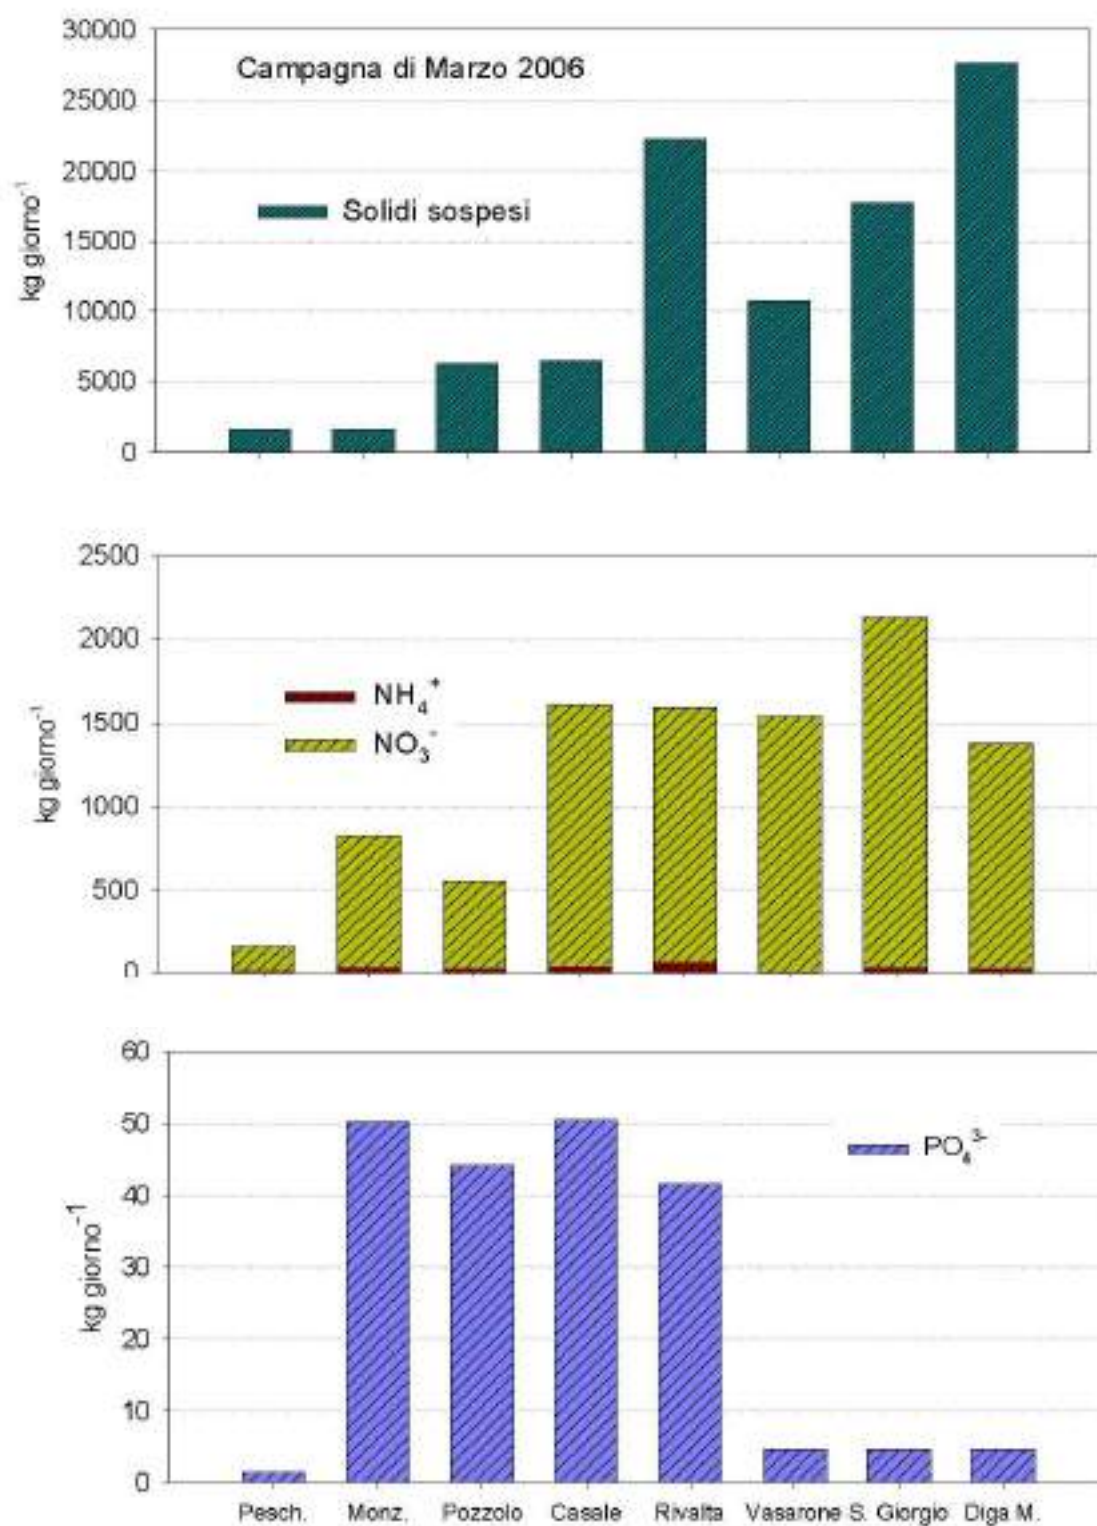 30000
Campagna di Marzo 2006
25000
20000
Solidi sospesi
15000
10000
5000
0
kg giorno⁻¹
2500
2000
NH₄⁺
1500
NO₃⁻
1000
500
0
kg giorno⁻¹
60
50
PO₄³⁻
40
30
20
10
0
kg giorno⁻¹
Pesch. Monz. Pozzolo Casale Rivalta Vasarone S. Giorgio Diga M.